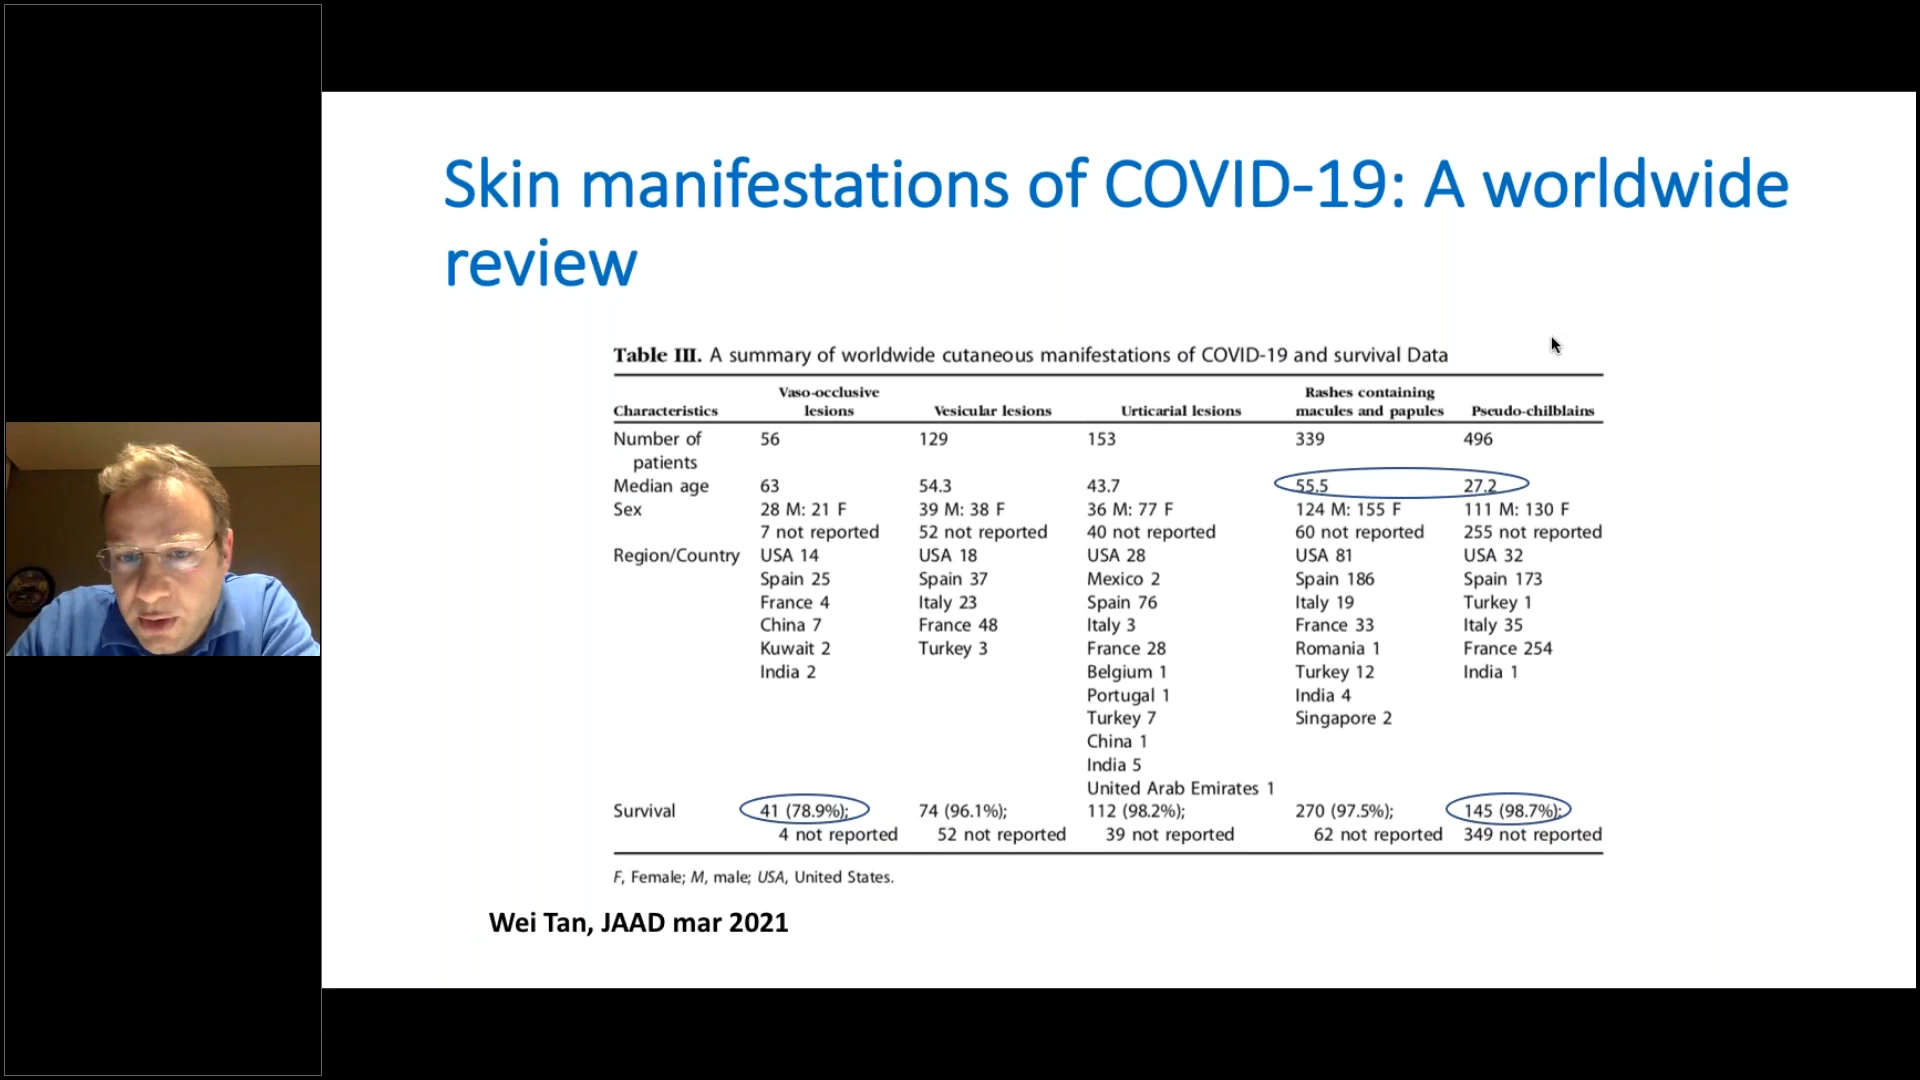 Skin manifestations of COVID-19: A worldwide
review
Table III. A summary of worldwide cutaneous manifestations of COVID-19 and survival Data
Characteristics Vaso-occlusive lesions Vesicular lesions Urticarial lesions Rashes containing macules and papules Pseudo-chilblains
Number of patients 56 129 153 339 496
Median age 63 54.3 43.7 55.5 27.2
Sex 28 M: 21 F 39 M: 38 F 36 M: 77 F 124 M: 155 F 111 M: 130 F
7 not reported 52 not reported 40 not reported 60 not reported 255 not reported
Region/Country USA 14 USA 18 USA 28 USA 81 USA 32
Spain 25 Spain 37 Mexico 2 Spain 186 Spain 173
France 4 Italy 23 Spain 76 Italy 19 Turkey 1
China 7 France 48 Italy 3 France 33 Italy 35
Kuwait 2 Turkey 3 France 28 Romania 1 France 254
India 2 Belgium 1 Turkey 12 India 1
Portugal 1 India 4
Turkey 7 Singapore 2
China 1
India 5
United Arab Emirates 1
Survival 41 (78.9%); 74 (96.1%); 112 (98.2%); 270 (97.5%); 145 (98.7%);
4 not reported 52 not reported 39 not reported 62 not reported 349 not reported
F, Female; M, male; USA, United States.
Wei Tan, JAAD mar 2021